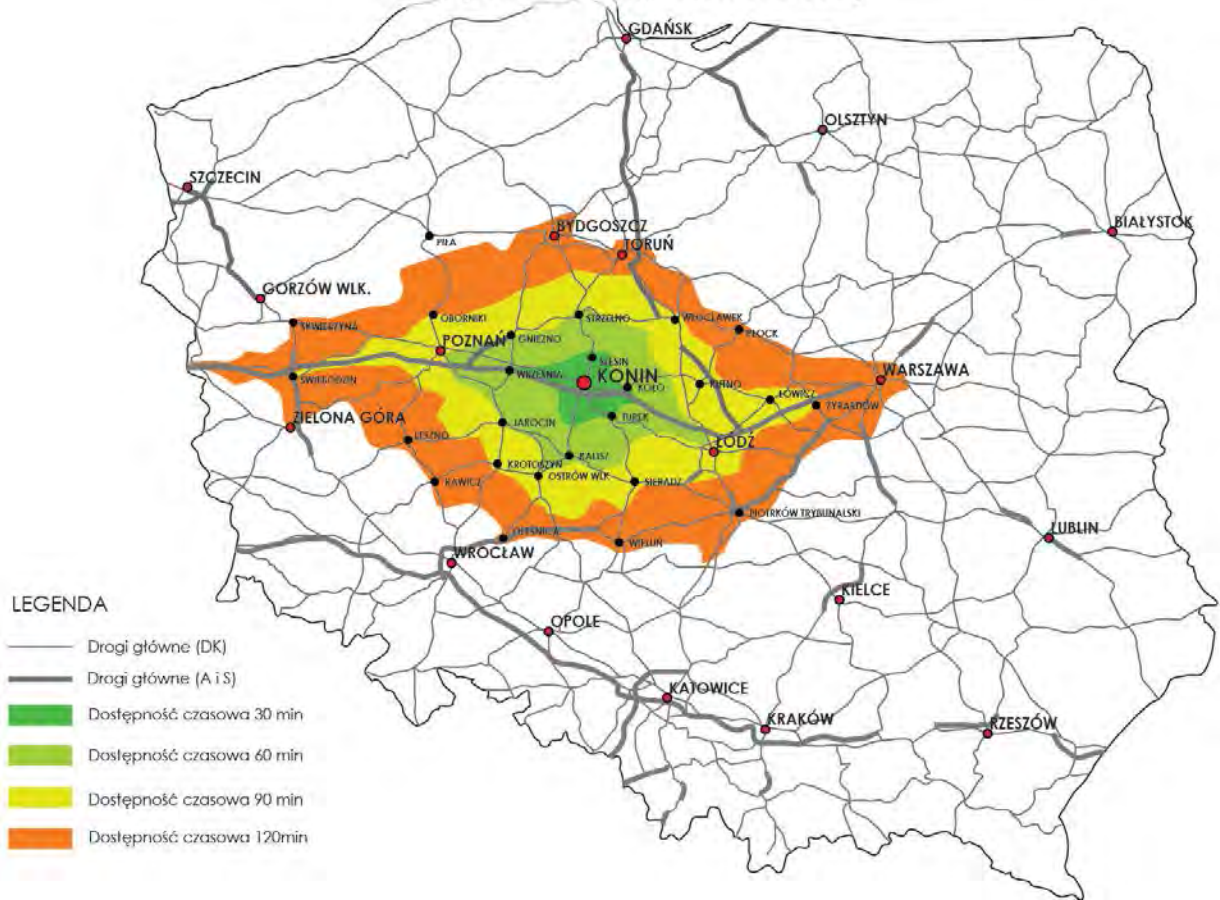 GDAŃSK
OLSZTYN
SZCZECIN
BIAŁYSTOK
BYDGOSZCZ
PIŁA
TORUŃ
GORZÓW WLK.
OBORNIKI
STRZELNO
WŁOCŁAWEK
SKWIERZYNA
PŁOCK
GNIEZNO
POZNAŃ
ŚLESIN
WRZEŚNIA
KONIN
WARSZAWA
ŚWIEBODZIN
KOŁO
KUTNO
ŁOWICZ
ŻYRARDÓW
ZIELONA GÓRA
JAROCIN
TUREK
LESZNO
ŁÓDŹ
KALISZ
KROTOSZYN
OSTRÓW WLK
SIERADZ
RAWICZ
PIOTRKÓW TRYBUNALSKI
OLEŚNICA
WIELUŃ
LUBLIN
WROCŁAW
KIELCE
OPOLE
KATOWICE
KRAKÓW
RZESZÓW
LEGENDA
Drogi główne (DK)
Drogi główne (A i S)
Dostępność czasowa 30 min
Dostępność czasowa 60 min
Dostępność czasowa 90 min
Dostępność czasowa 120min